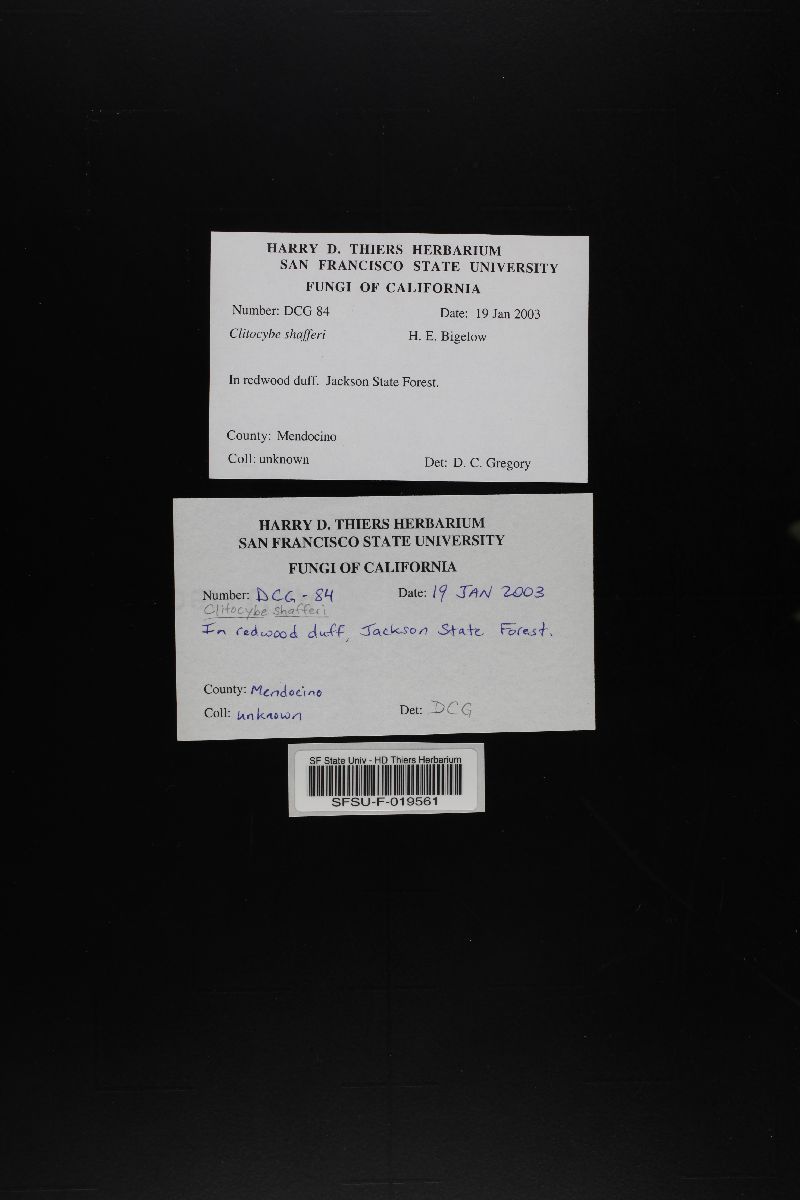 HARRY D. THIERS HERBARIUM
SAN FRANCISCO STATE UNIVERSITY
FUNGI OF CALIFORNIA
Number: DCG 84 Date: 19 Jan 2003
Clitocybe shafferi H. E. Bigelow
In redwood duff. Jackson State Forest.
County: Mendocino
Coll: unknown Det: D. C. Gregory
HARRY D. THIERS HERBARIUM
SAN FRANCISCO STATE UNIVERSITY
FUNGI OF CALIFORNIA
Number: DCG-84 Date: 19 JAN 2003
Clitocybe shafferi
In redwood duff, Jackson State Forest.
County: Mendocino
Coll: unknown Det: DCG
SF State Univ - HD Thiers Herbarium
SFSU-F-019561